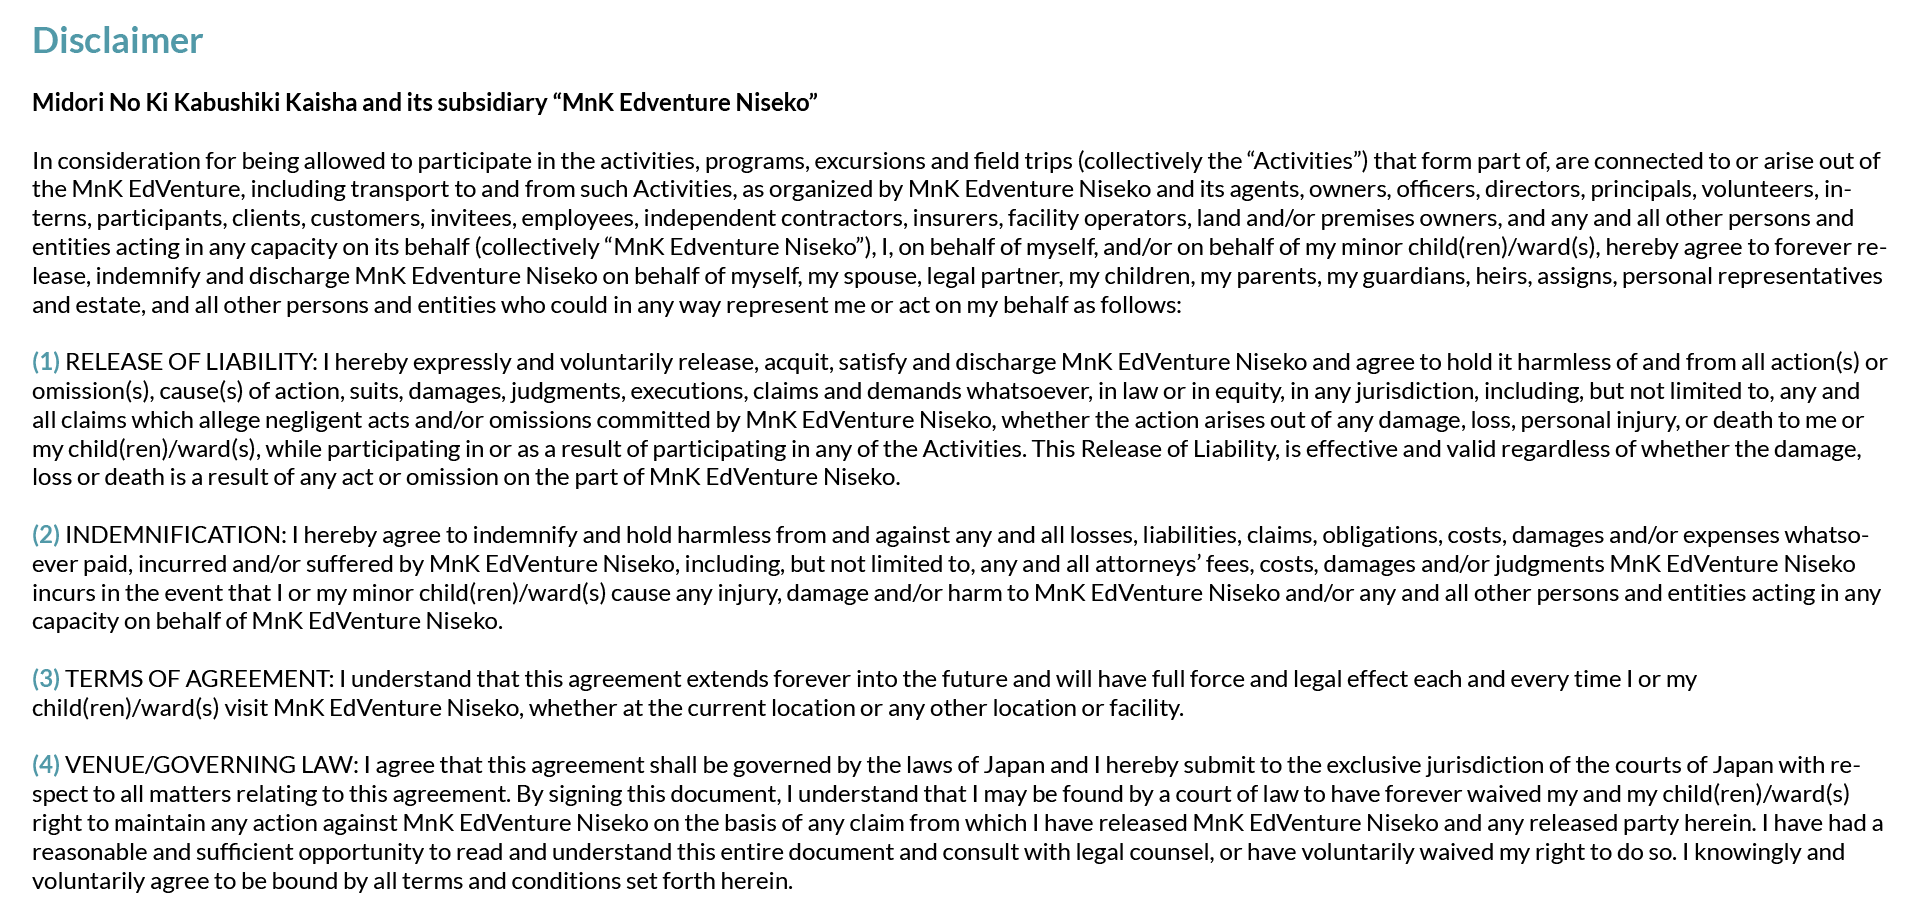 Disclaimer
Midori No Ki Kabushiki Kaisha and its subsidiary “MnK Edventure Niseko”
In consideration for being allowed to participate in the activities, programs, excursions and field trips (collectively the “Activities”) that form part of, are connected to or arise out of
the MnK EdVenture, including transport to and from such Activities, as organized by MnK Edventure Niseko and its agents, owners, officers, directors, principals, volunteers, in-
terns, participants, clients, customers, invitees, employees, independent contractors, insurers, facility operators, land and/or premises owners, and any and all other persons and
entities acting in any capacity on its behalf (collectively “MnK Edventure Niseko”), I, on behalf of myself, and/or on behalf of my minor child(ren)/ward(s), hereby agree to forever re-
lease, indemnify and discharge MnK Edventure Niseko on behalf of myself, my spouse, legal partner, my children, my parents, my guardians, heirs, assigns, personal representatives
and estate, and all other persons and entities who could in any way represent me or act on my behalf as follows:
(1) RELEASE OF LIABILITY: I hereby expressly and voluntarily release, acquit, satisfy and discharge MnK EdVenture Niseko and agree to hold it harmless of and from all action(s) or
omission(s), cause(s) of action, suits, damages, judgments, executions, claims and demands whatsoever, in law or in equity, in any jurisdiction, including, but not limited to, any and
all claims which allege negligent acts and/or omissions committed by MnK EdVenture Niseko, whether the action arises out of any damage, loss, personal injury, or death to me or
my child(ren)/ward(s), while participating in or as a result of participating in any of the Activities. This Release of Liability, is effective and valid regardless of whether the damage,
loss or death is a result of any act or omission on the part of MnK EdVenture Niseko.
(2) INDEMNIFICATION: I hereby agree to indemnify and hold harmless from and against any and all losses, liabilities, claims, obligations, costs, damages and/or expenses whatso-
ever paid, incurred and/or suffered by MnK EdVenture Niseko, including, but not limited to, any and all attorneys’ fees, costs, damages and/or judgments MnK EdVenture Niseko
incurs in the event that I or my minor child(ren)/ward(s) cause any injury, damage and/or harm to MnK EdVenture Niseko and/or any and all other persons and entities acting in any
capacity on behalf of MnK EdVenture Niseko.
(3) TERMS OF AGREEMENT: I understand that this agreement extends forever into the future and will have full force and legal effect each and every time I or my
child(ren)/ward(s) visit MnK EdVenture Niseko, whether at the current location or any other location or facility.
(4) VENUE/GOVERNING LAW: I agree that this agreement shall be governed by the laws of Japan and I hereby submit to the exclusive jurisdiction of the courts of Japan with re-
spect to all matters relating to this agreement. By signing this document, I understand that I may be found by a court of law to have forever waived my and my child(ren)/ward(s)
right to maintain any action against MnK EdVenture Niseko on the basis of any claim from which I have released MnK EdVenture Niseko and any released party herein. I have had a
reasonable and sufficient opportunity to read and understand this entire document and consult with legal counsel, or have voluntarily waived my right to do so. I knowingly and
voluntarily agree to be bound by all terms and conditions set forth herein.